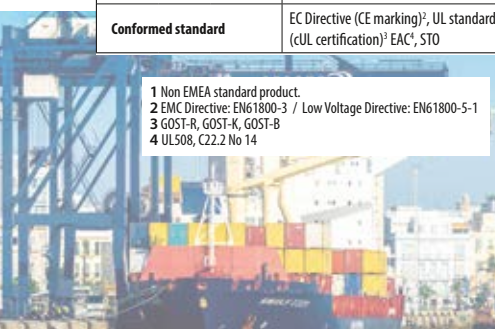 Conformed standard
EC Directive (CE marking)², UL standard
(cUL certification)³ EAC⁴, STO
1 Non EMEA standard product.
2 EMC Directive: EN61800-3 / Low Voltage Directive: EN61800-5-1
3 GOST-R, GOST-K, GOST-B
4 UL508, C22.2 No 14